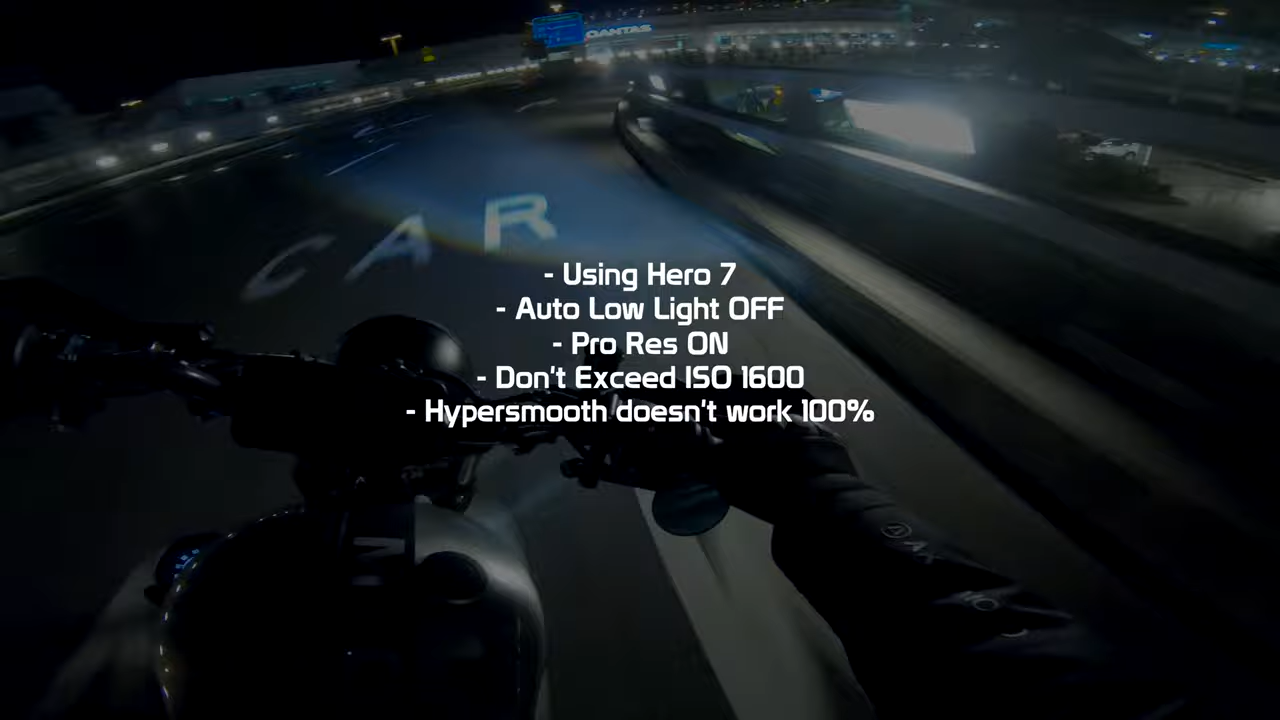 QANTAS
CAR
- Using Hero 7
- Auto Low Light OFF
- Pro Res ON
- Don't Exceed ISO 1600
- Hypersmooth doesn't work 100%